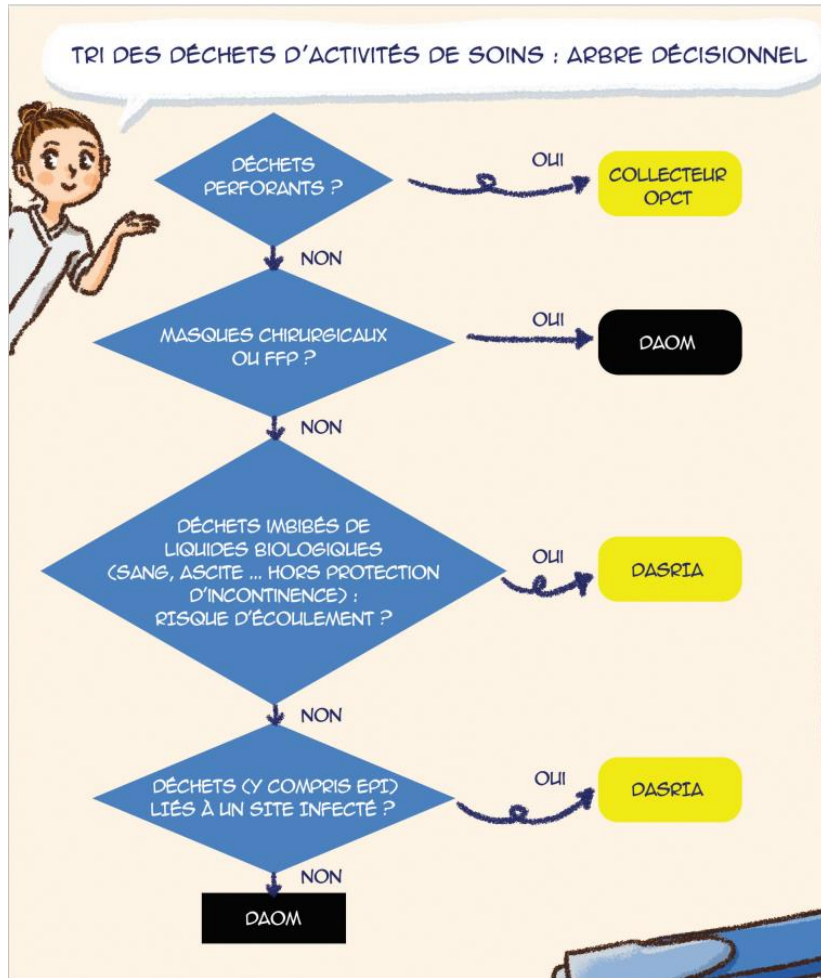 TRI DES DÉCHETS D'ACTIVITÉS DE SOINS : ARBRE DÉCISIONNEL
DÉCHETS
PERFORANTS ?
OUI
COLLECTEUR
OPCT
NON
MASQUES CHIRURGICAUX
OU FFP ?
OUI
DAOM
NON
DÉCHETS IMBIBÉS DE
LIQUIDES BIOLOGIQUES
(SANG, ASCITE ... HORS PROTECTION
D'INCONTINENCE) :
RISQUE D'ÉCOULEMENT ?
OUI
DASRIA
NON
DÉCHETS (Y COMPRIS EPI)
LIÉS À UN SITE INFECTÉ ?
OUI
DASRIA
NON
DAOM